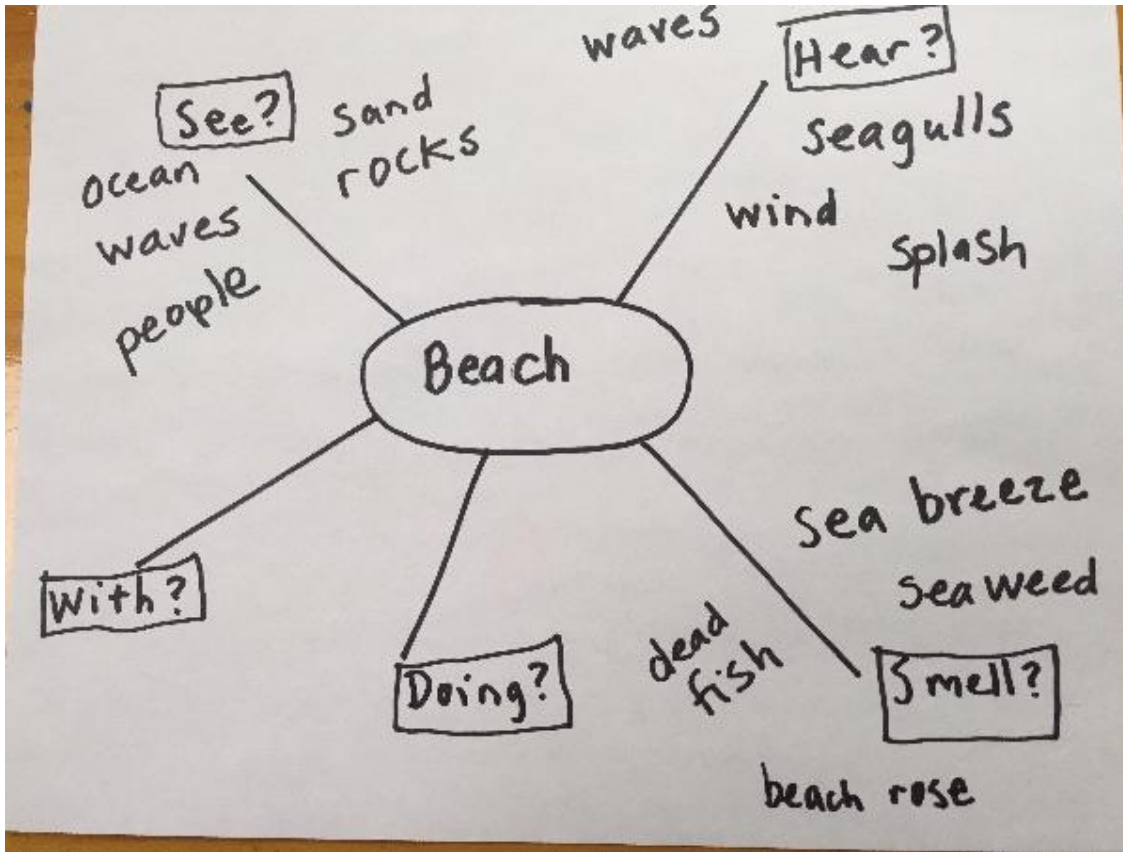 See?
sand
rocks
ocean
waves
people
waves
Hear?
seagulls
wind
splash
Beach
With?
Doing?
sea breeze
seaweed
dead
fish
Smell?
beach rose